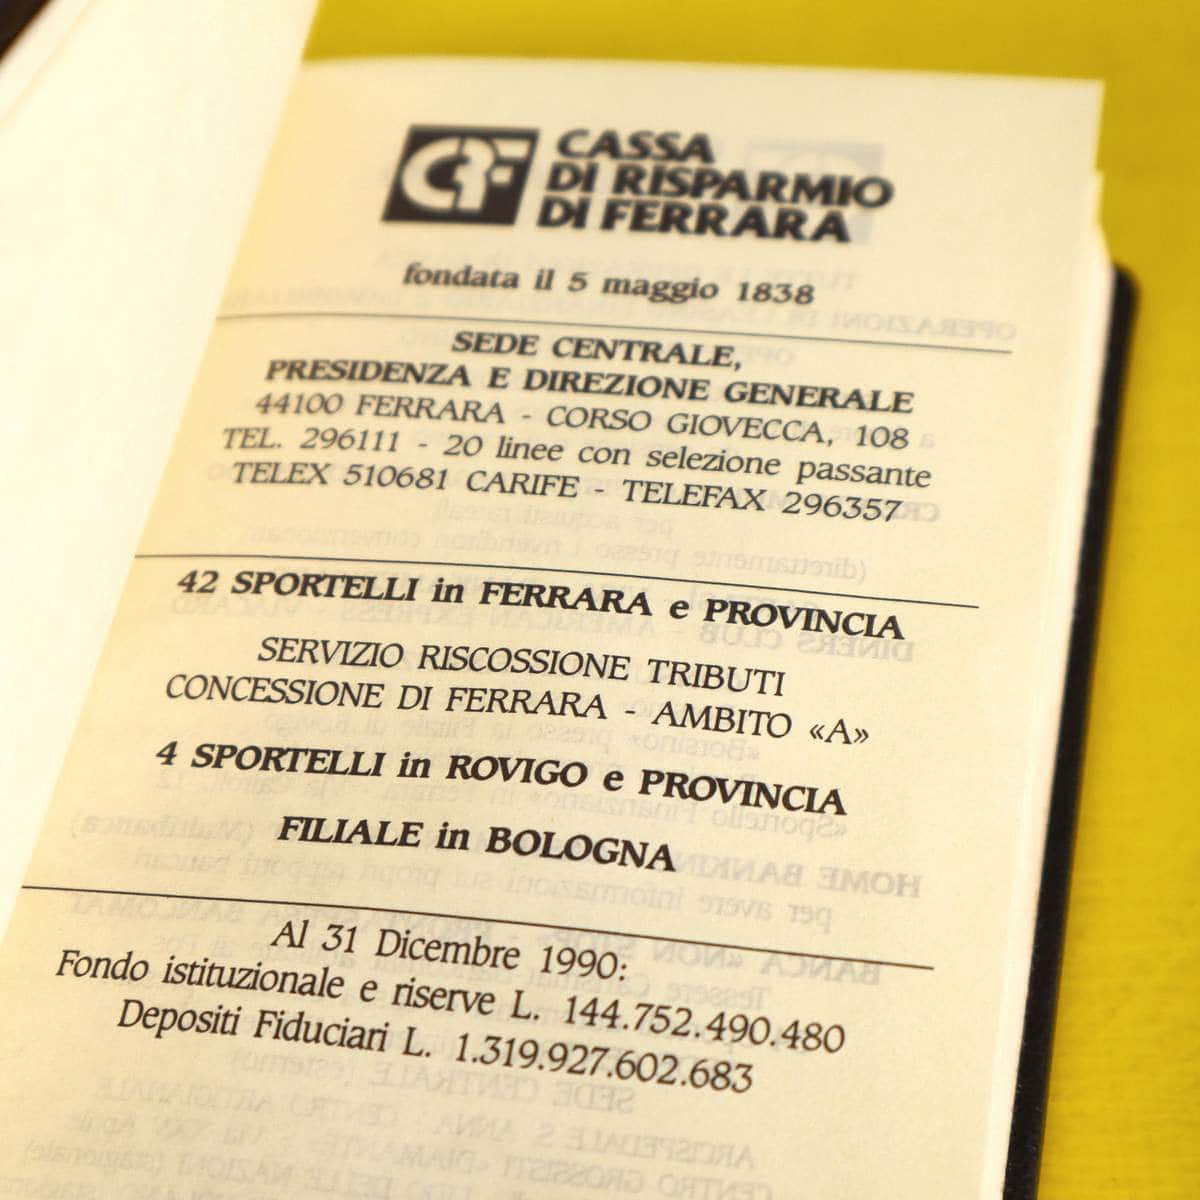 CRF
CASSA
DI RISPARMIO
DI FERRARA
fondata il 5 maggio 1838
SEDE CENTRALE,
PRESIDENZA E DIREZIONE GENERALE
44100 FERRARA - CORSO GIOVECCA, 108
TEL. 296111 - 20 linee con selezione passante
TELEX 510681 CARIFE - TELEFAX 296357
42 SPORTELLI in FERRARA e PROVINCIA
SERVIZIO RISCOSSIONE TRIBUTI
CONCESSIONE DI FERRARA - AMBITO «A»
4 SPORTELLI in ROVIGO e PROVINCIA
FILIALE in BOLOGNA
Al 31 Dicembre 1990:
Fondo istituzionale e riserve L. 144.752.490.480
Depositi Fiduciari L. 1.319.927.602.683